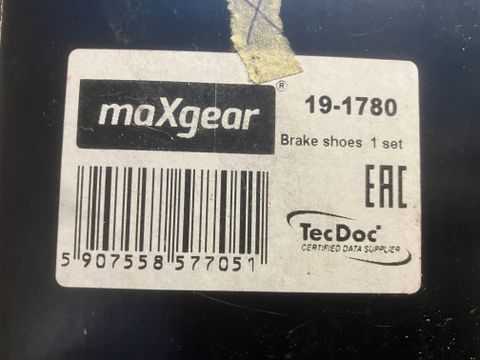 maxgear ®
19-1780
Brake shoes 1 set
EAC
TecDoc
CERTIFIED DATA SUPPLIER
5 907558 577051